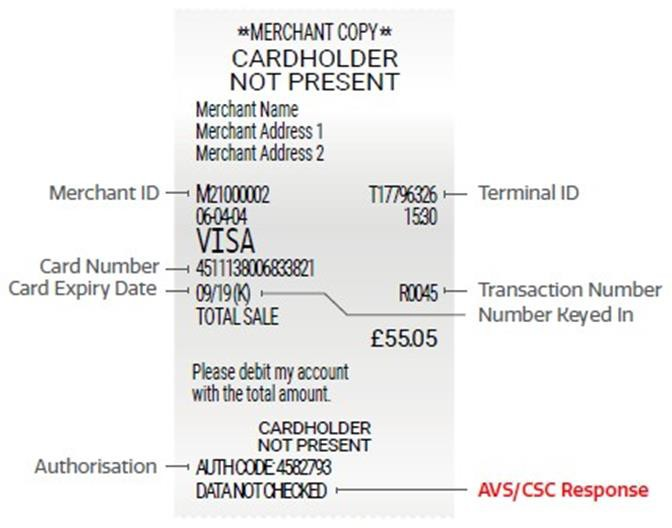 **MERCHANT COPY**
CARDHOLDER
NOT PRESENT
Merchant Name
Merchant Address 1
Merchant Address 2
Merchant ID M21000002 T17796326 Terminal ID
06-04-04 15:30
VISA
Card Number 4511138006833821
Card Expiry Date 09/19 (K) R0045 Transaction Number
TOTAL SALE Number Keyed In
£55.05
Please debit my account
with the total amount.
CARDHOLDER
NOT PRESENT
Authorisation AUTH CODE: 4582793
DATA NOT CHECKED AVS/CSC Response